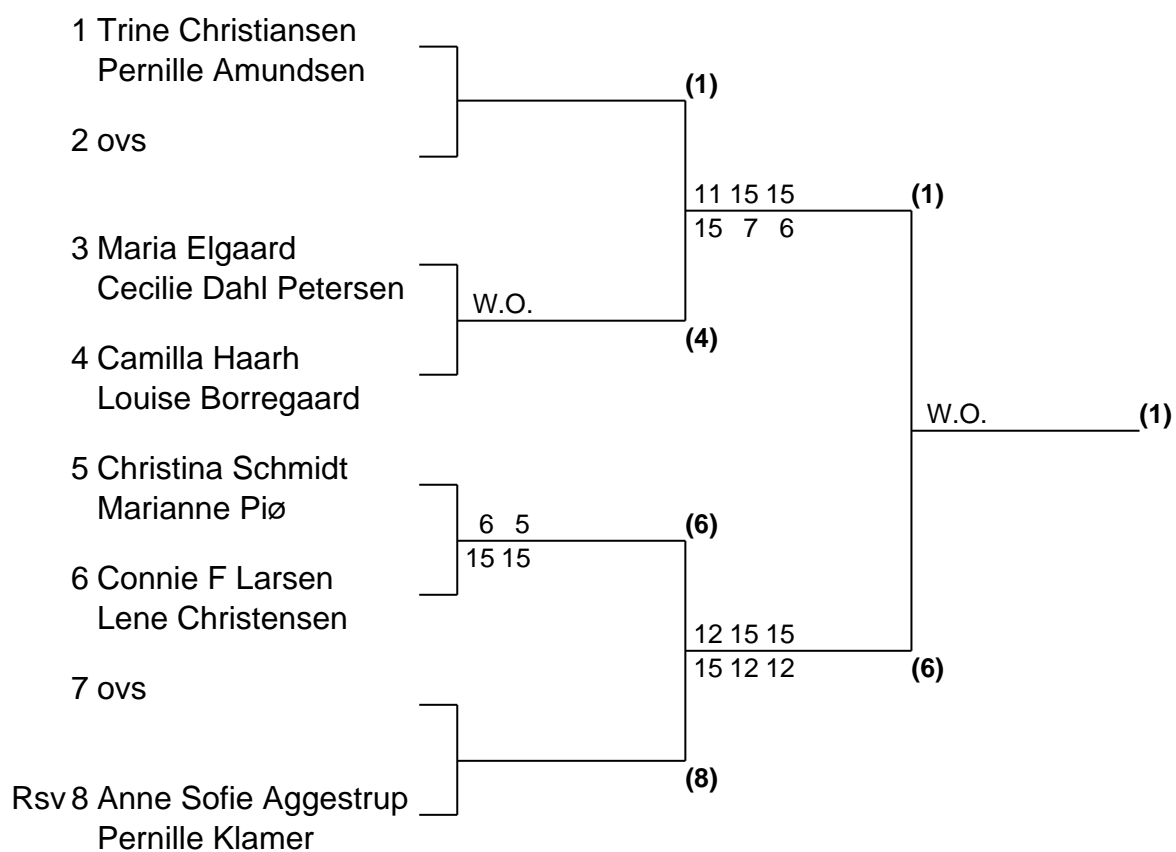 1 Trine Christiansen
Pernille Amundsen
(1)
2 ovs
11 15 15
(1)
15 7 6
3 Maria Elgaard
Cecilie Dahl Petersen
W.O.
(4)
4 Camilla Haarh
Louise Borregaard
W.O.
(1)
5 Christina Schmidt
Marianne Piø
6 5
(6)
15 15
6 Connie F Larsen
Lene Christensen
12 15 15
15 12 12
(6)
7 ovs
(8)
Rsv 8 Anne Sofie Aggestrup
Pernille Klamer